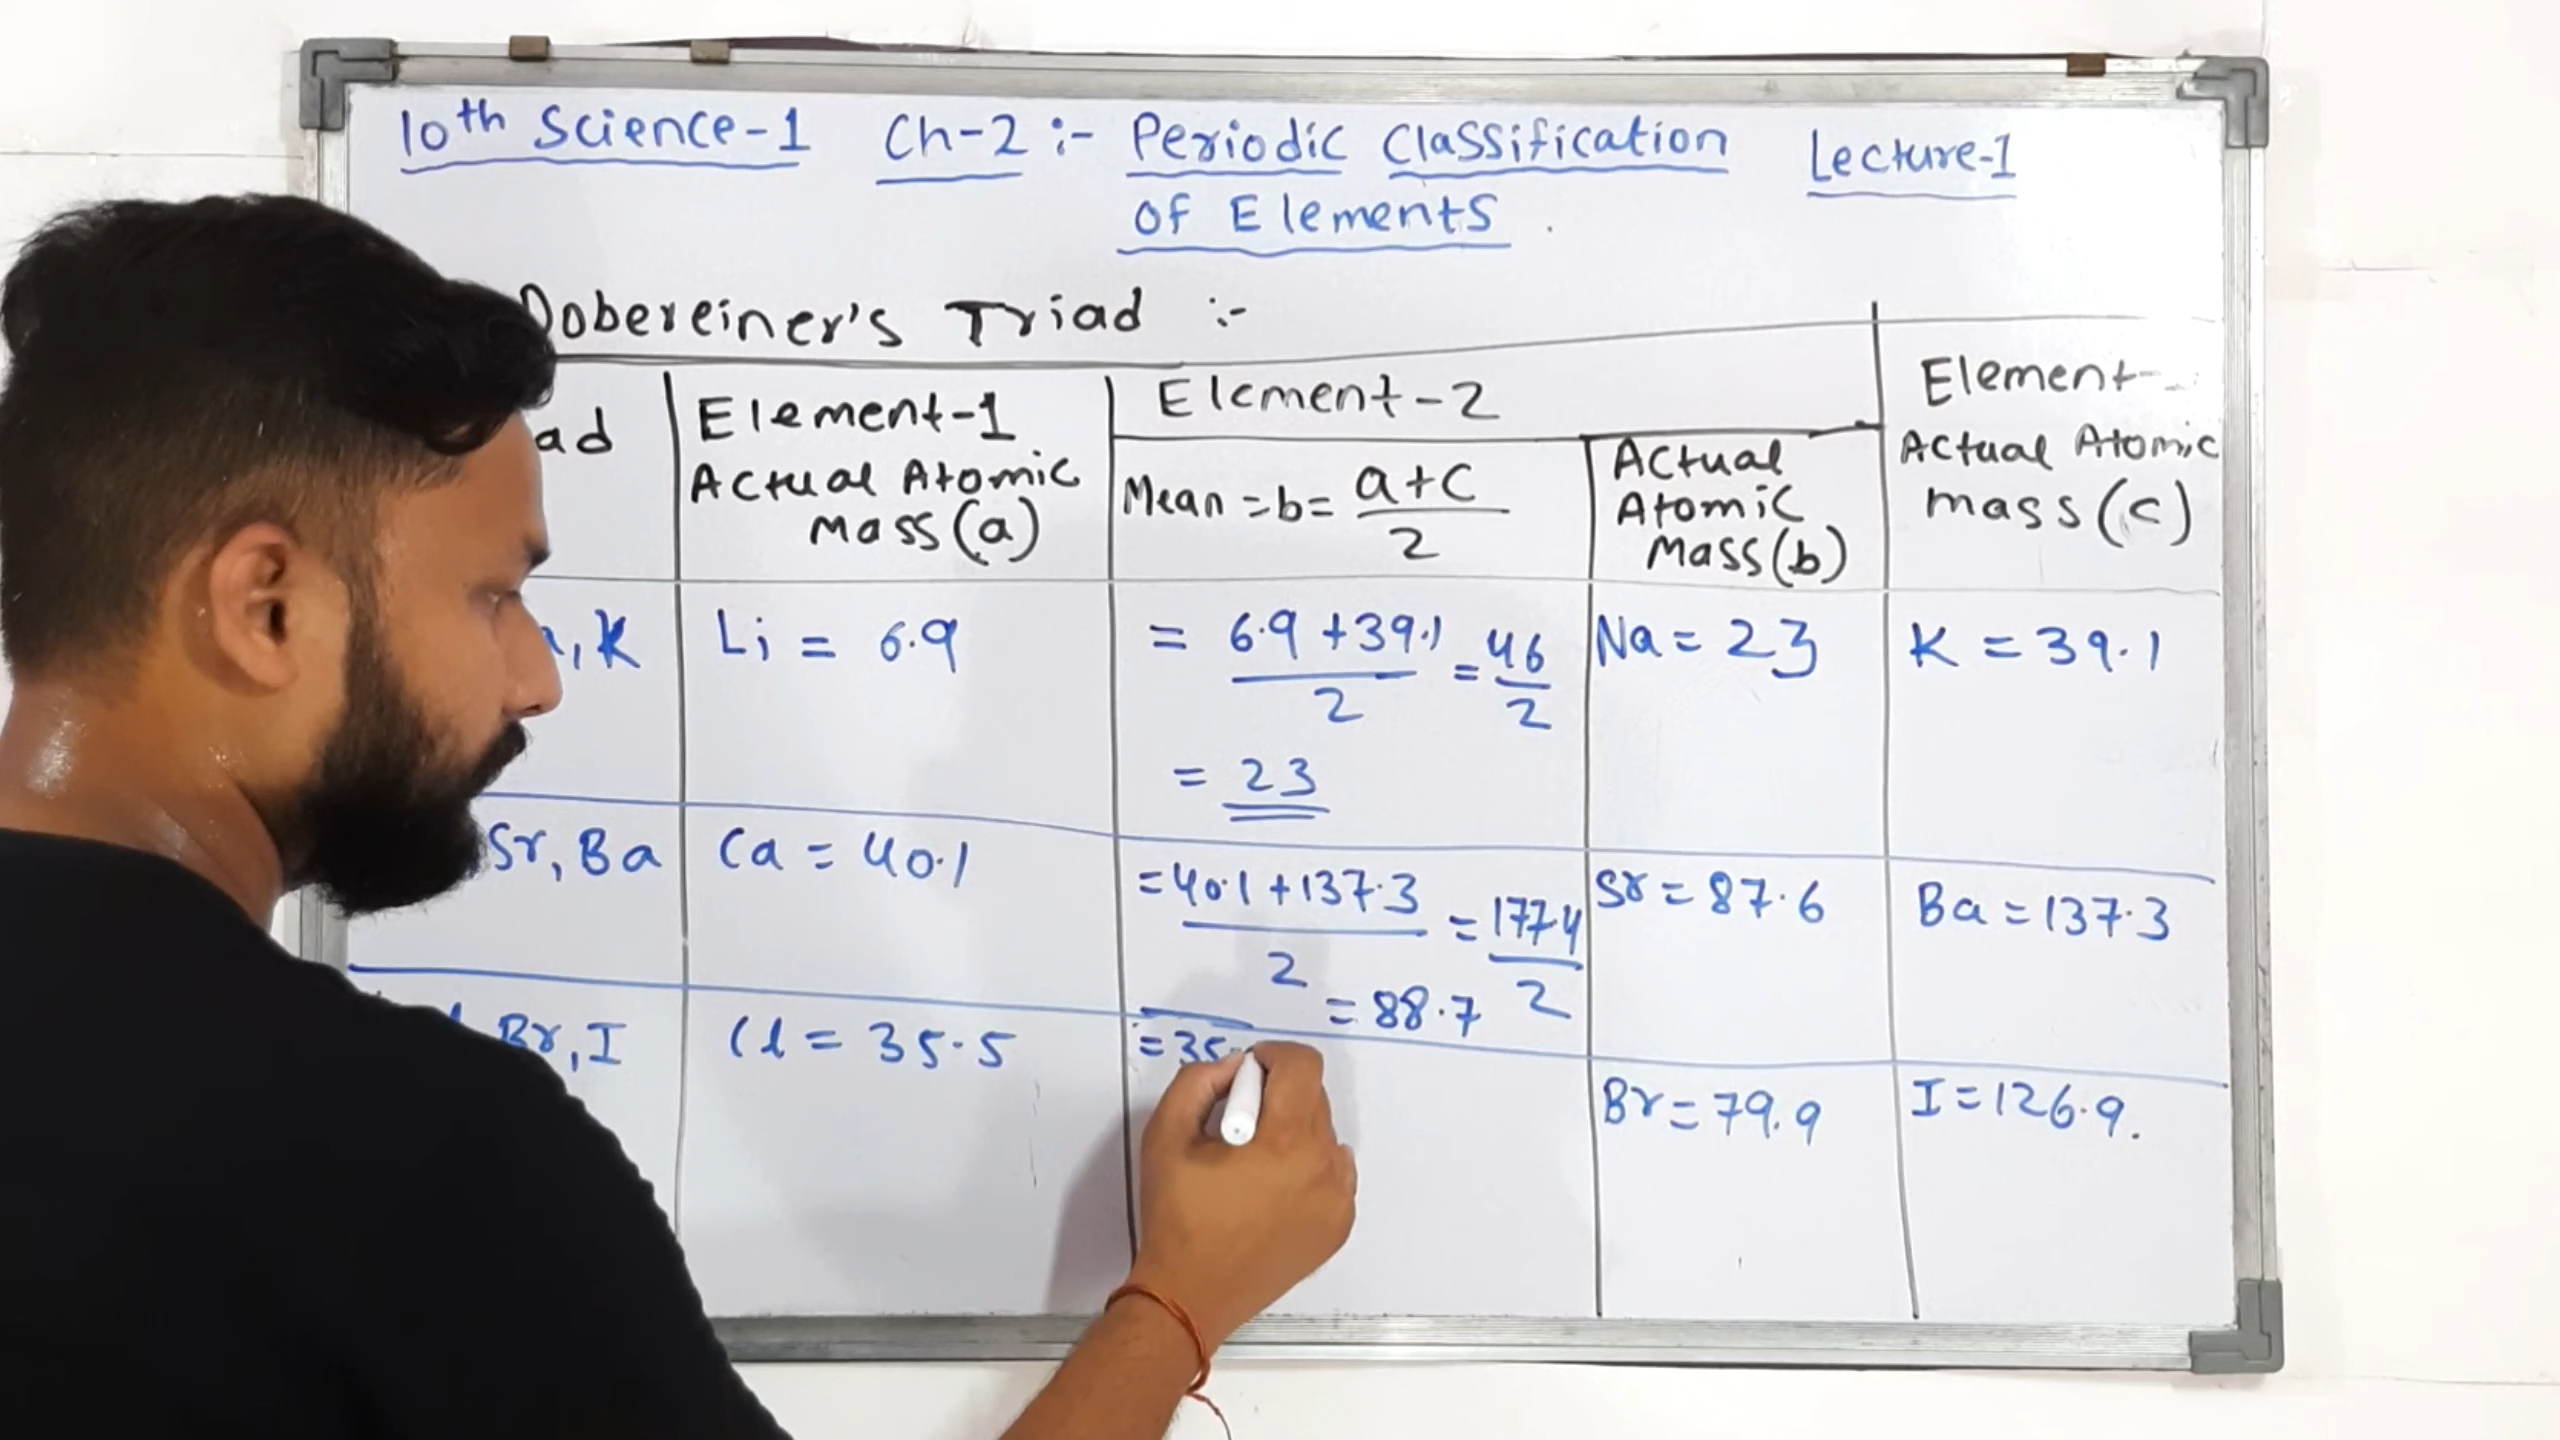 10th Science-1 Ch-2 :- Periodic Classification Lecture-1
of Elements .
Dobereiner's Triad :-
ad Element-1 Element-2 Element-
Actual Atomic Mass (a) Mean = b = a+c / 2 Actual Atomic Mass (b) Actual Atomic mass (c)
, K Li = 6.9 = 6.9 + 39.1 / 2 = 46 / 2 Na = 23 K = 39.1
= 23
Sr, Ba Ca = 40.1 = 40.1 + 137.3 / 2 = 177.4 / 2 Sr = 87.6 Ba = 137.3
= 88.7
Br, I Cl = 35.5 = 35. Br = 79.9 I = 126.9.